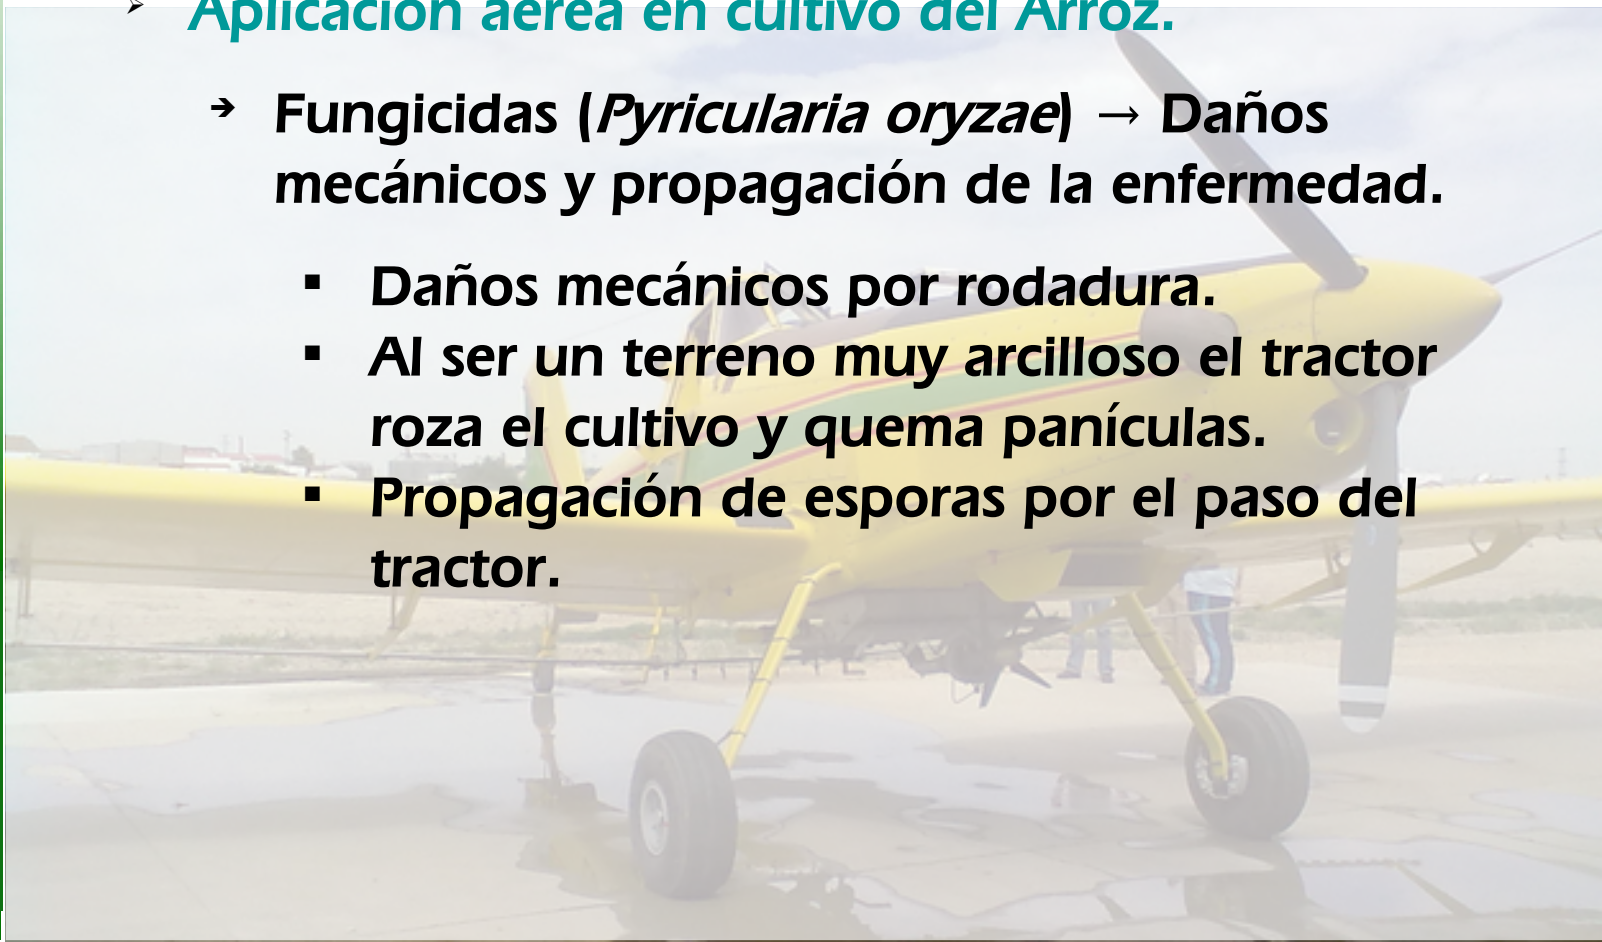 ➢ Aplicación aérea en cultivo del Arroz.
➔ Fungicidas (Pyricularia oryzae) → Daños
mecánicos y propagación de la enfermedad.
▪ Daños mecánicos por rodadura.
▪ Al ser un terreno muy arcilloso el tractor
roza el cultivo y quema panículas.
▪ Propagación de esporas por el paso del
tractor.